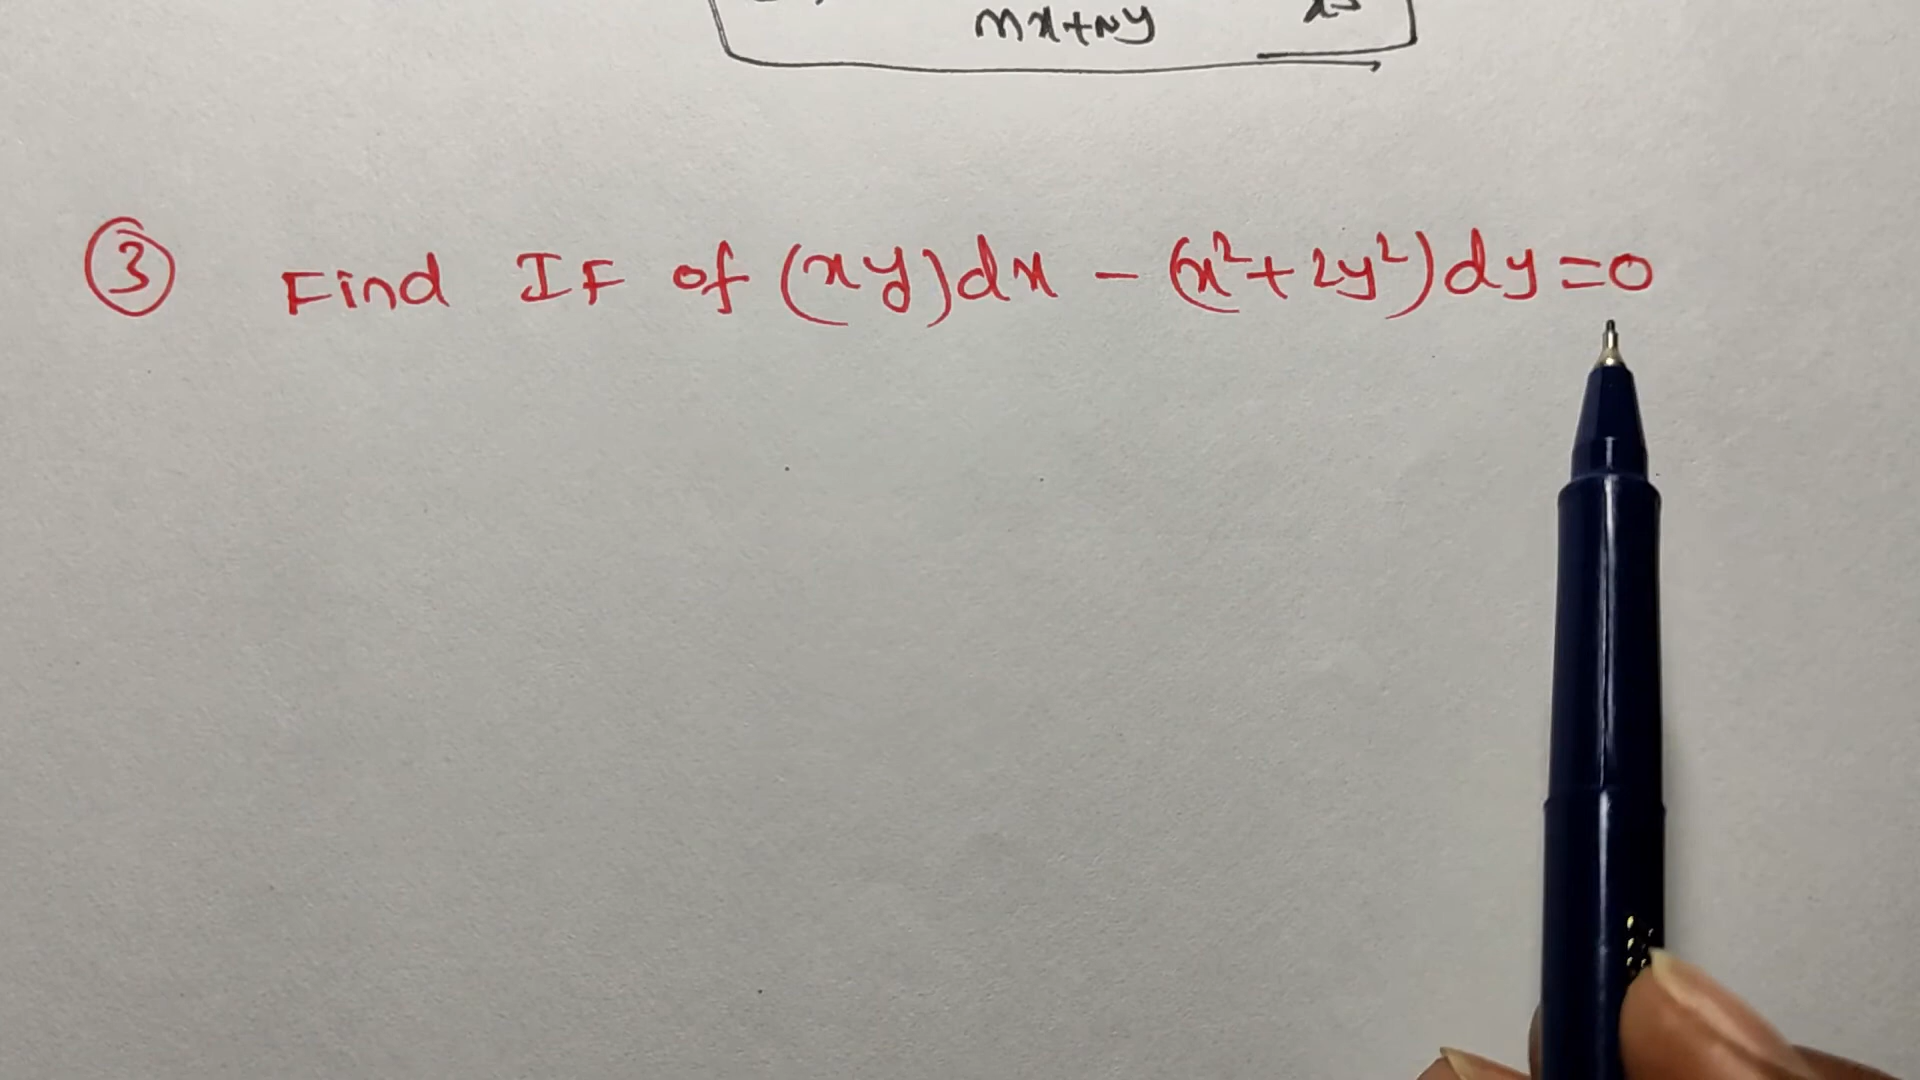 mx+Ny
③ Find IF of (xy)dx - (x²+2y²)dy=0